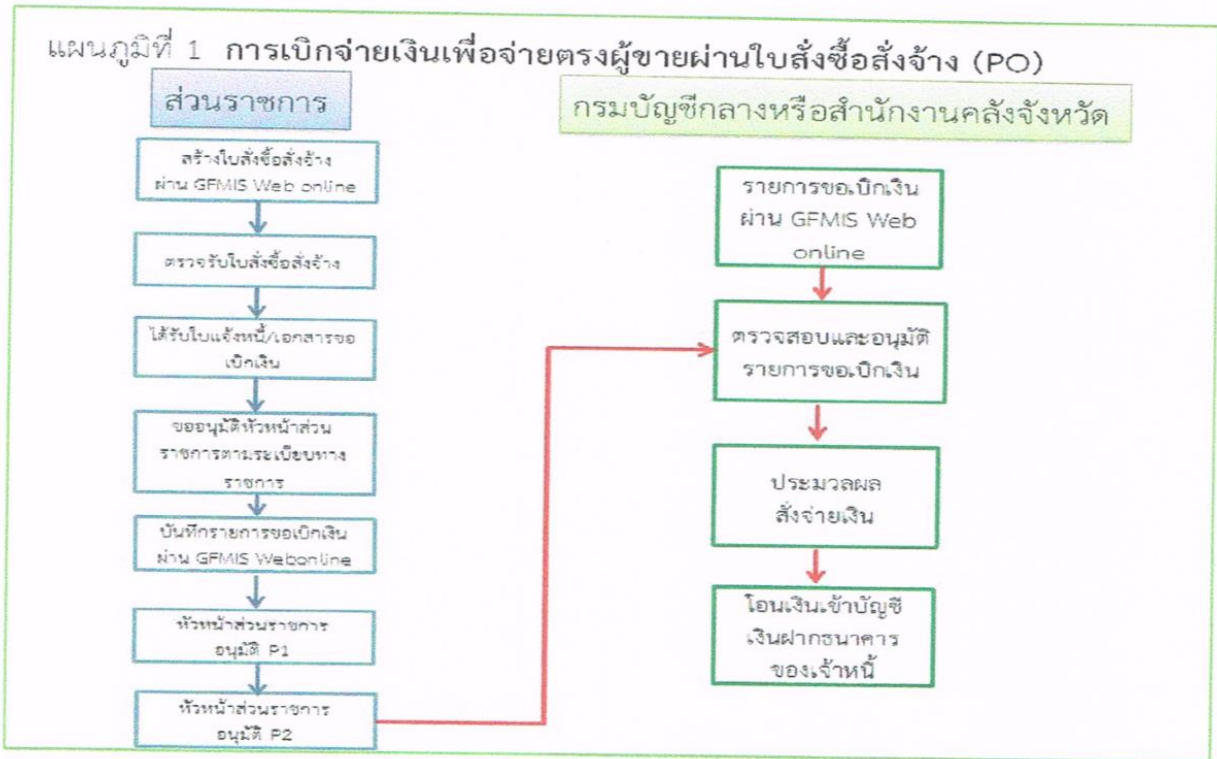 แผนภูมิที่ 1 การเบิกจ่ายเงินเพื่อจ่ายตรงผู้ขายผ่านใบสั่งซื้อสั่งจ้าง (PO)
ส่วนราชการ
สร้างใบสั่งซื้อสั่งจ้าง
ผ่าน GFMIS Web online
ตรวจรับใบสั่งซื้อสั่งจ้าง
ได้รับใบแจ้งหนี้/เอกสารขอ
เบิกเงิน
ขออนุมัติหัวหน้าส่วน
ราชการตามระเบียบทาง
ราชการ
บันทึกรายการขอเบิกเงิน
ผ่าน GFMIS Webonline
หัวหน้าส่วนราชการ
อนุมัติ P1
หัวหน้าส่วนราชการ
อนุมัติ P2
กรมบัญชีกลางหรือสำนักงานคลังจังหวัด
รายการขอเบิกเงิน
ผ่าน GFMIS Web
online
ตรวจสอบและอนุมัติ
รายการขอเบิกเงิน
ประมวลผล
สั่งจ่ายเงิน
โอนเงินเข้าบัญชี
เงินฝากธนาคาร
ของเจ้าหนี้